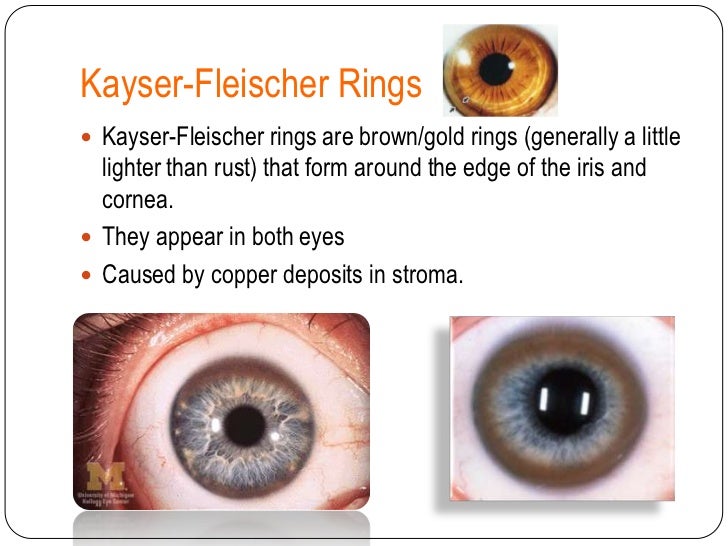 Kayser-Fleischer Rings
Kayser-Fleischer rings are brown/gold rings (generally a little
lighter than rust) that form around the edge of the iris and
cornea.
They appear in both eyes
Caused by copper deposits in stroma.
M
University of Michigan
Kellogg Eye Center